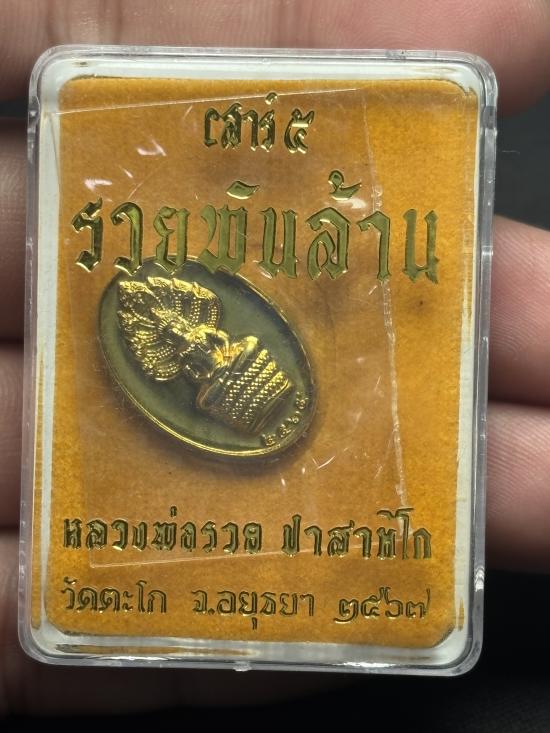 เสาร์ ๕
รวยพันล้าน
๒๕๖๕
หลวงพ่อรวย ปาสาทิโก
วัดตะโก จ.อยุธยา ๒๕๖๗